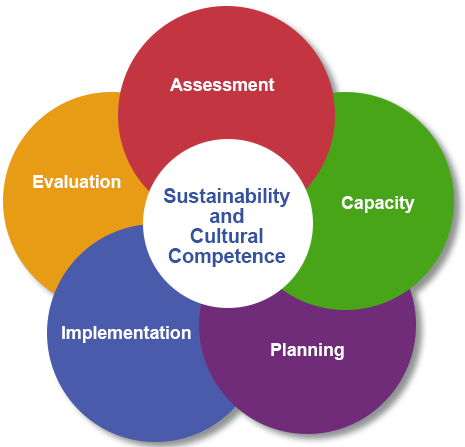 Assessment
Evaluation
Capacity
Sustainability
and
Cultural
Competence
Implementation
Planning